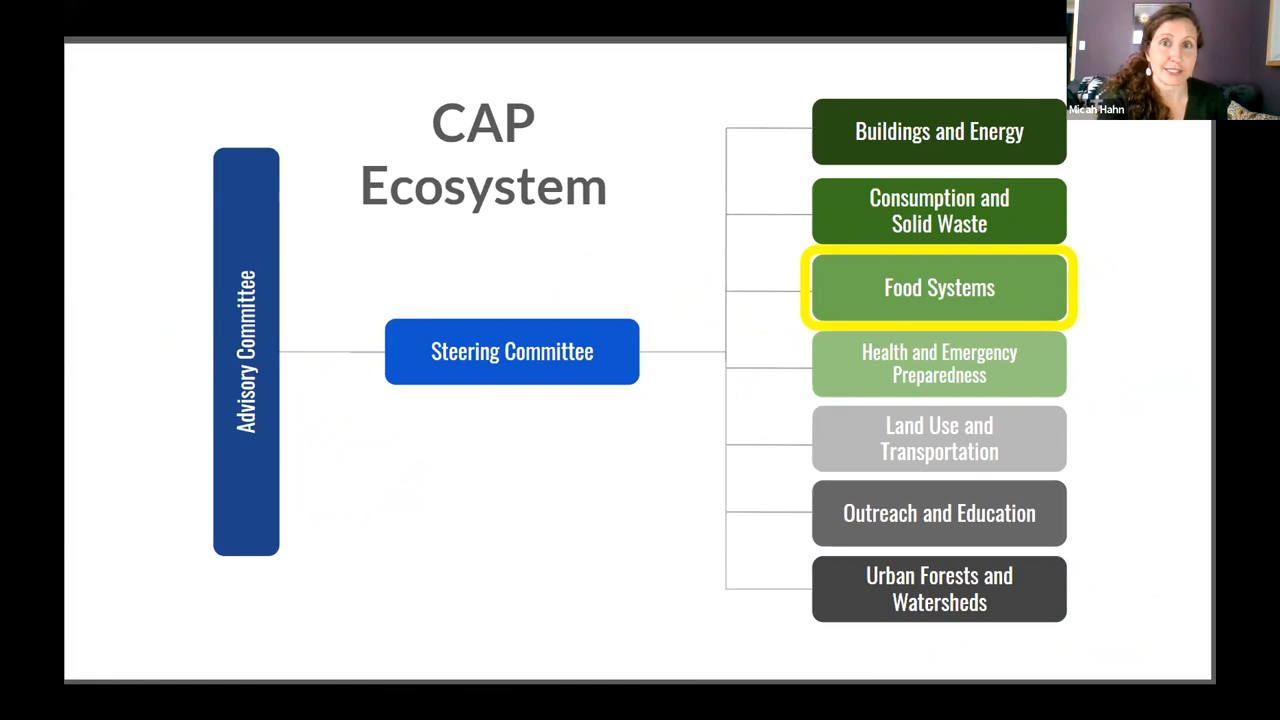 CAP
Ecosystem
Advisory Committee
Steering Committee
Buildings and Energy
Consumption and
Solid Waste
Food Systems
Health and Emergency
Preparedness
Land Use and
Transportation
Outreach and Education
Urban Forests and
Watersheds
Micah Hahn